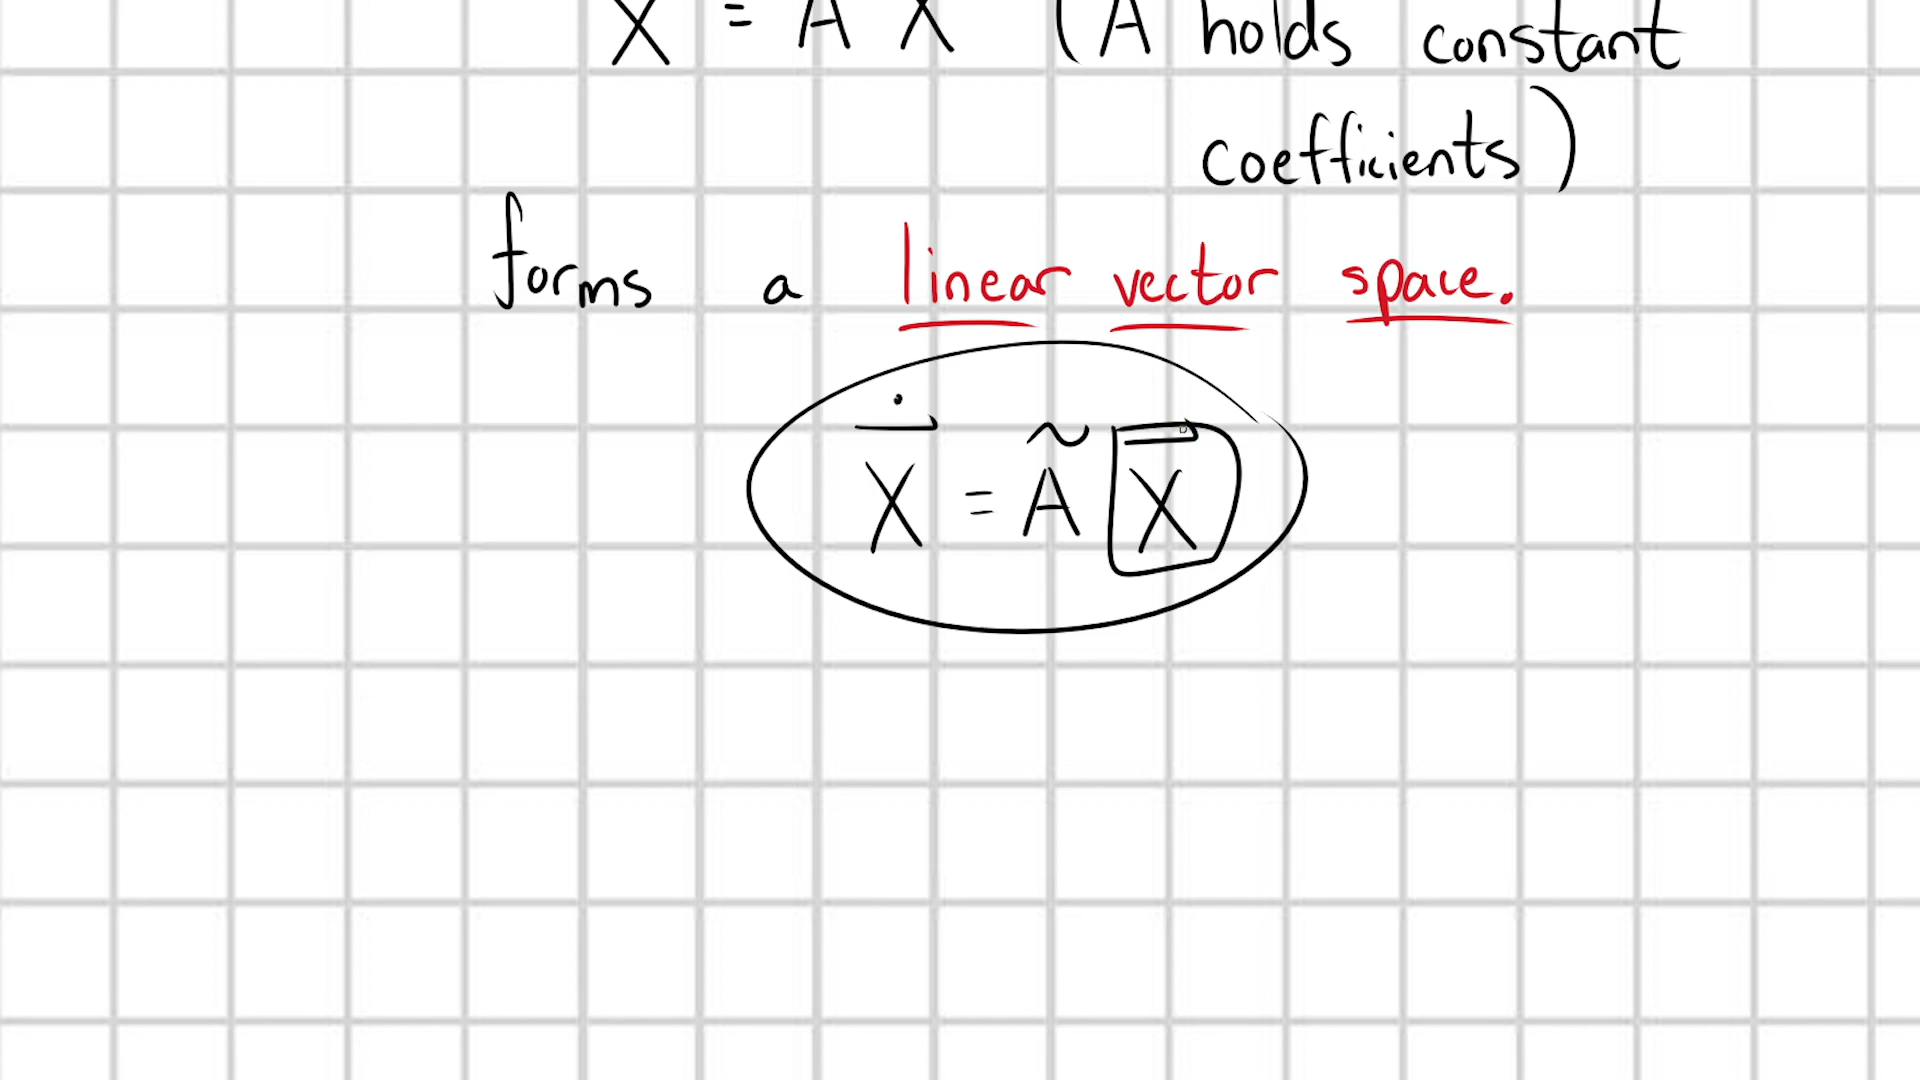 X = A X (A holds constant
coefficients)
forms a linear vector space.
Ẋ⃗ = Ã X⃗